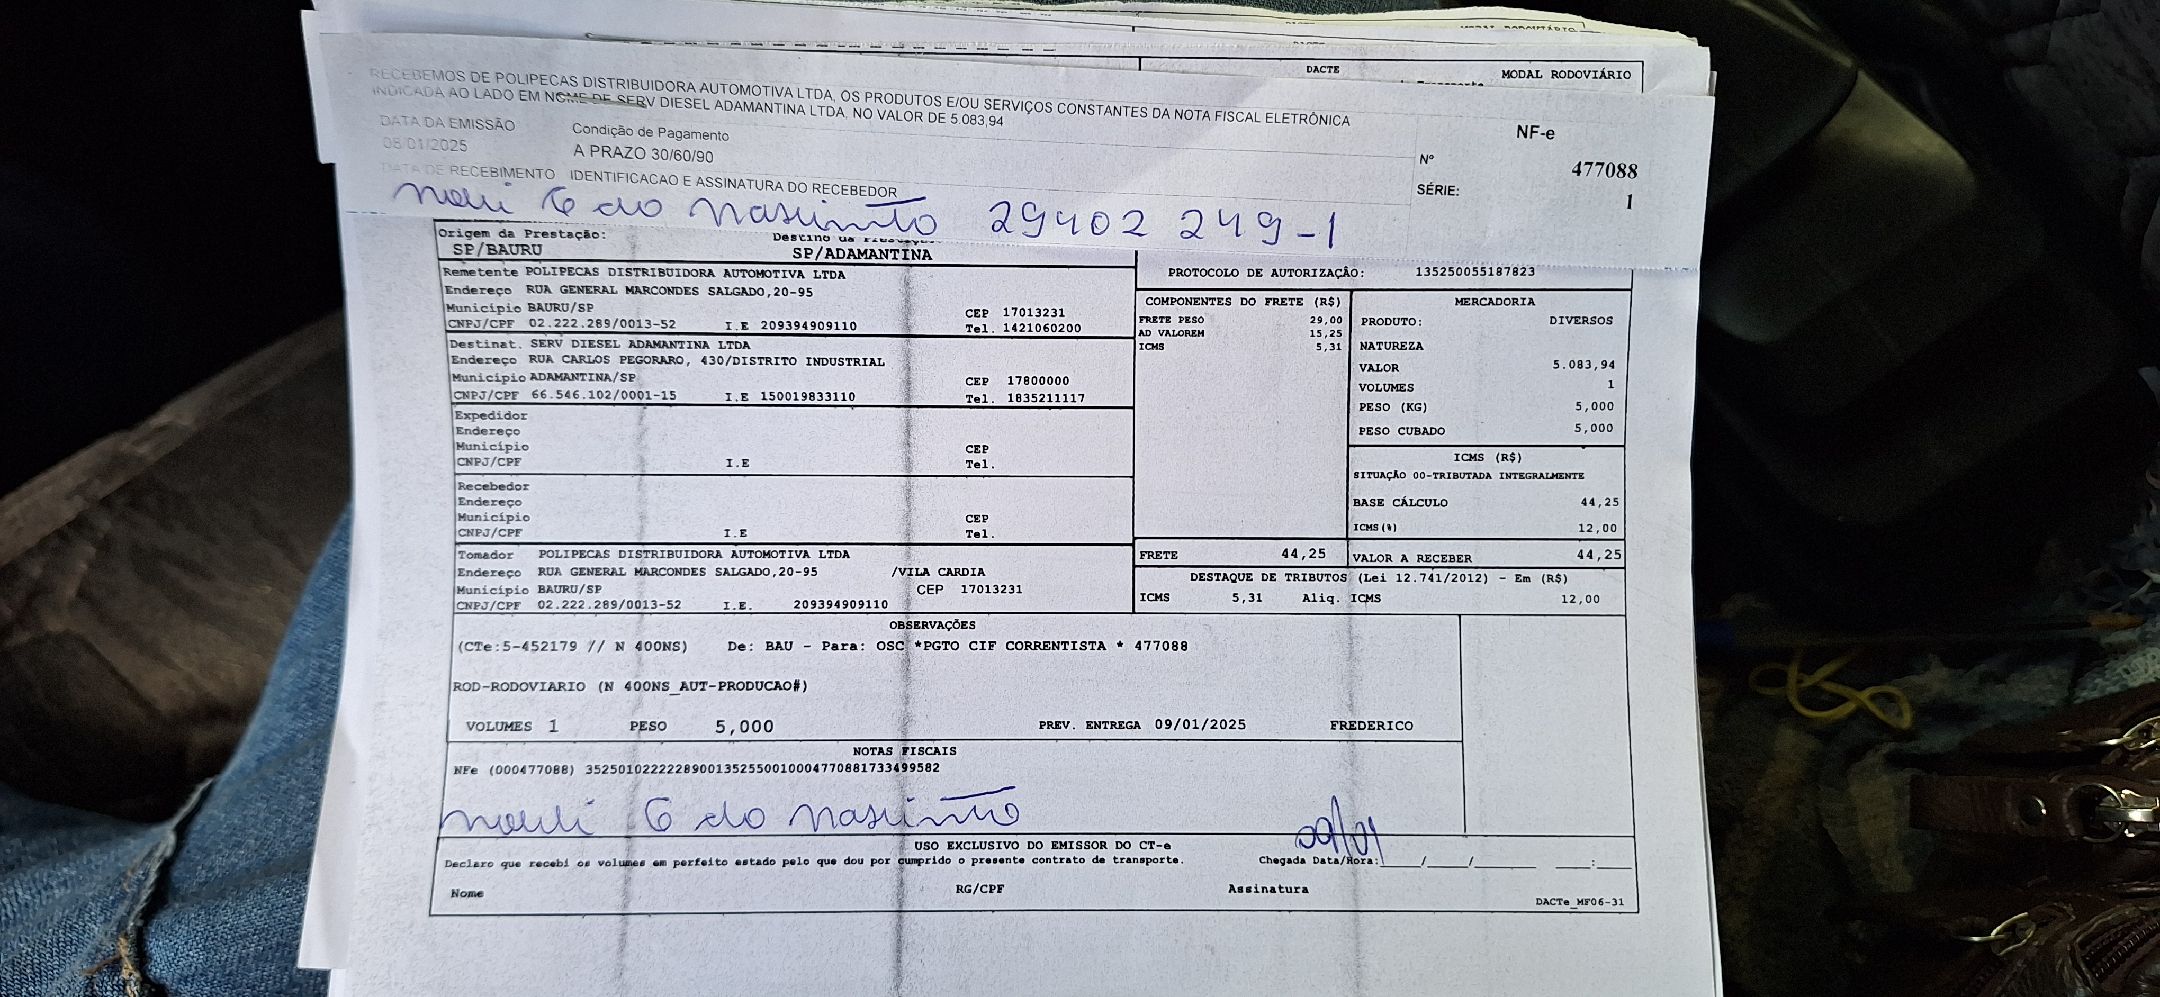 DACTE
MODAL RODOVIÁRIO
RECEBEMOS DE POLIPECAS DISTRIBUIDORA AUTOMOTIVA LTDA, OS PRODUTOS E/OU SERVIÇOS CONSTANTES DA NOTA FISCAL ELETRÔNICA
INDICADA AO LADO EM NOME DE SERV DIESEL ADAMANTINA LTDA, NO VALOR DE 5.083,94
DATA DA EMISSÃO Condição de Pagamento
08/01/2025 A PRAZO 30/60/90
DATA DE RECEBIMENTO IDENTIFICACAO E ASSINATURA DO RECEBEDOR
NF-e
Nº 477088
SÉRIE: 1
do Nascimento 29402 249-1
Origem da Prestação:
SP/BAURU SP/ADAMANTINA
Remetente POLIPECAS DISTRIBUIDORA AUTOMOTIVA LTDA
Endereço RUA GENERAL MARCONDES SALGADO,20-95
Município BAURU/SP CEP 17013231
CNPJ/CPF 02.222.289/0013-52 I.E 209394909110 Tel. 1421060200
Destinat. SERV DIESEL ADAMANTINA LTDA
Endereço RUA CARLOS PEGORARO, 430/DISTRITO INDUSTRIAL
Município ADAMANTINA/SP CEP 17800000
CNPJ/CPF 66.546.102/0001-15 I.E 150019833110 Tel. 1835211117
Expedidor
Endereço
Município CEP
CNPJ/CPF I.E Tel.
Recebedor
Endereço
Município CEP
CNPJ/CPF I.E Tel.
Tomador POLIPECAS DISTRIBUIDORA AUTOMOTIVA LTDA
Endereço RUA GENERAL MARCONDES SALGADO,20-95 /VILA CARDIA
Município BAURU/SP CEP 17013231
CNPJ/CPF 02.222.289/0013-52 I.E. 209394909110
PROTOCOLO DE AUTORIZAÇÃO: 135250055187823
COMPONENTES DO FRETE (R$)
FRETE PESO 29,00
AD VALOREM 15,25
ICMS 5,31
MERCADORIA
PRODUTO: DIVERSOS
NATUREZA
VALOR 5.083,94
VOLUMES 1
PESO (KG) 5,000
PESO CUBADO 5,000
ICMS (R$)
SITUAÇÃO 00-TRIBUTADA INTEGRALMENTE
BASE CÁLCULO 44,25
ICMS(%) 12,00
FRETE 44,25 VALOR A RECEBER 44,25
DESTAQUE DE TRIBUTOS (Lei 12.741/2012) - Em (R$)
ICMS 5,31 Aliq. ICMS 12,00
OBSERVAÇÕES
(CTe:5-452179 // N 400NS) De: BAU - Para: OSC *PGTO CIF CORRENTISTA * 477088
ROD-RODOVIARIO (N 400NS_AUT-PRODUCAO#)
VOLUMES 1 PESO 5,000 PREV. ENTREGA 09/01/2025 FREDERICO
NOTAS FISCAIS
NFe (000477088) 35250102222289001352550010004770881733499582
do Nascimento 09/01
USO EXCLUSIVO DO EMISSOR DO CT-e
Declaro que recebi os volumes em perfeito estado pelo que dou por cumprido o presente contrato de transporte. Chegada Data/Hora: / / :
Nome RG/CPF Assinatura
DACTe_MF06-31